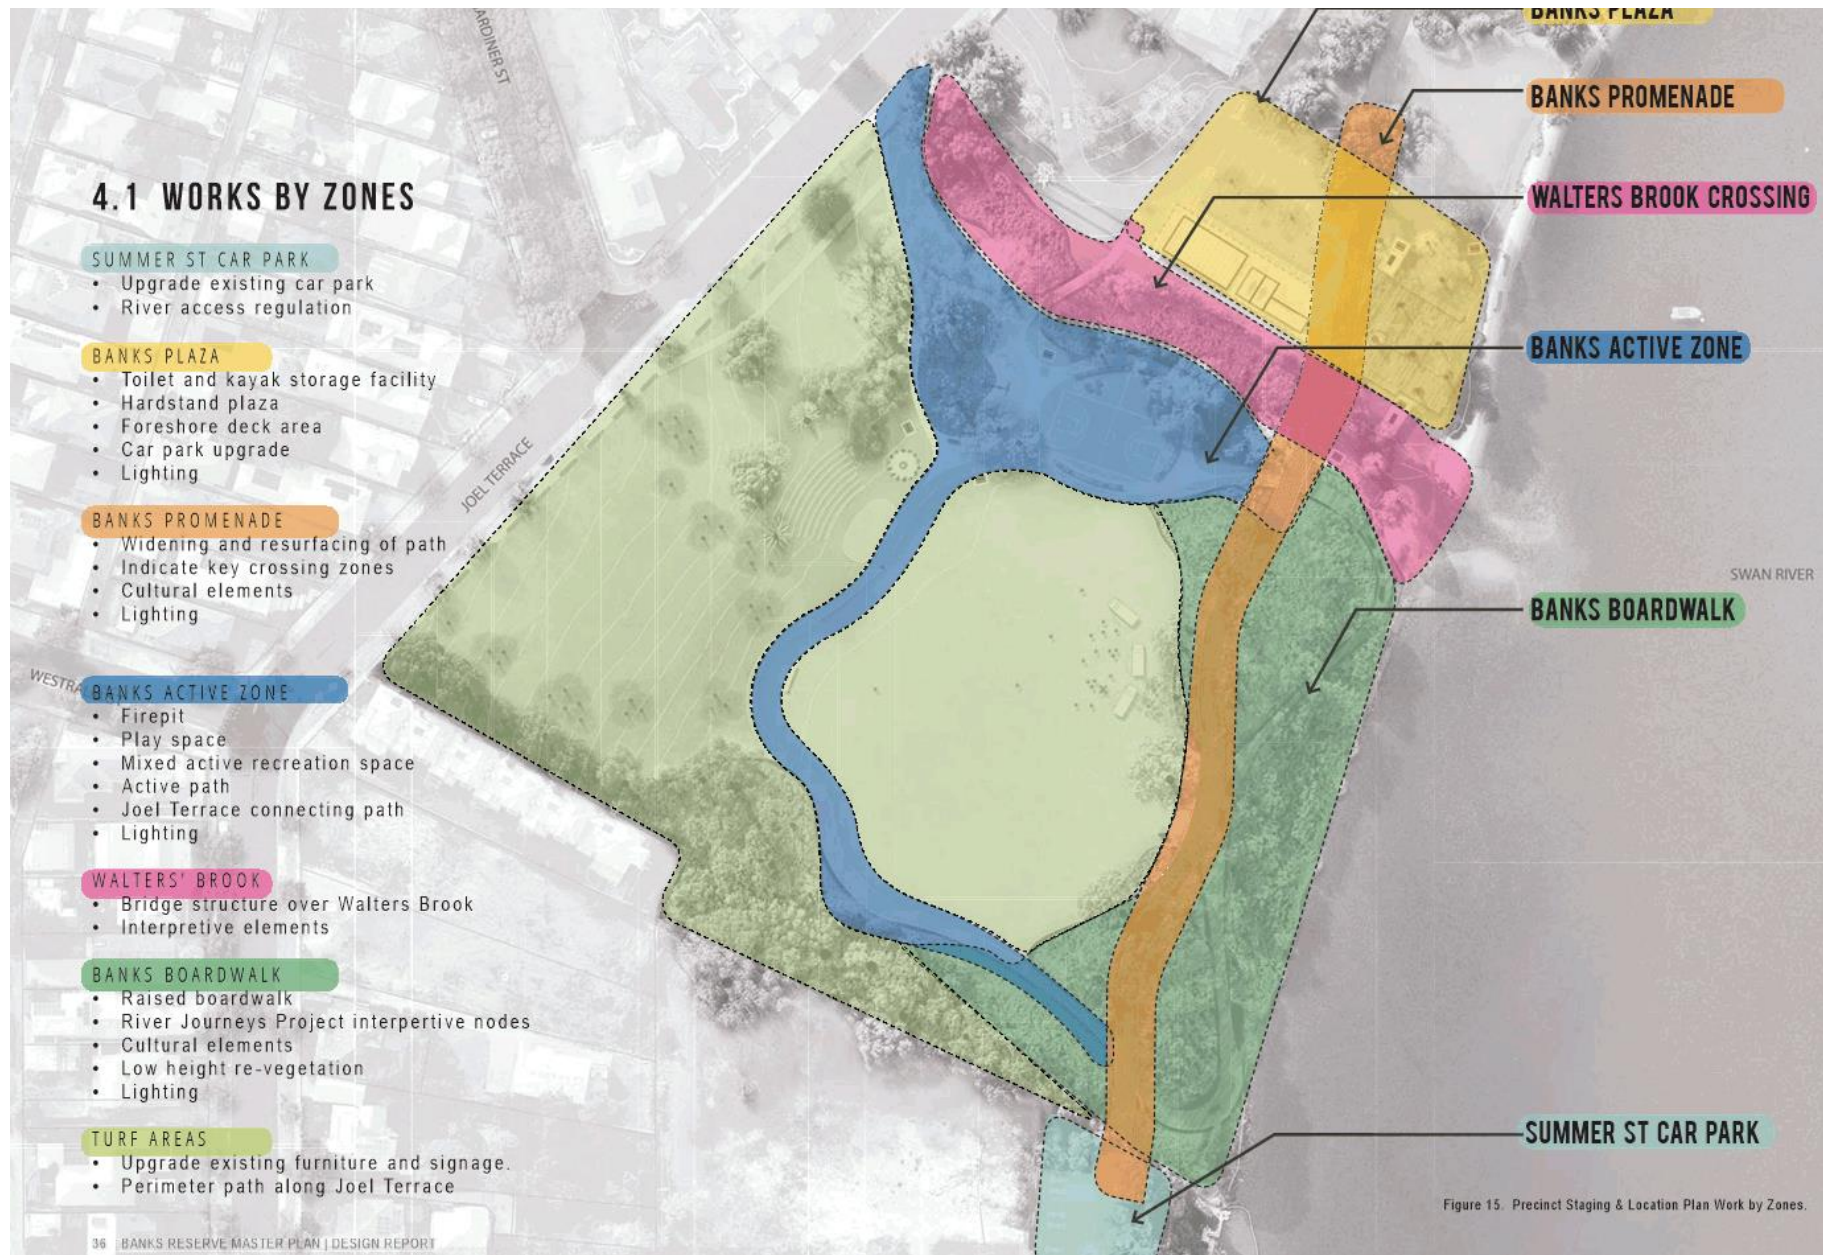 ARDINER ST
BANKS PLAZA
BANKS PROMENADE
WALTERS BROOK CROSSING
BANKS ACTIVE ZONE
SWAN RIVER
BANKS BOARDWALK
SUMMER ST CAR PARK
JOEL TERRACE
WESTRA
4.1 WORKS BY ZONES
SUMMER ST CAR PARK
• Upgrade existing car park
• River access regulation
BANKS PLAZA
• Toilet and kayak storage facility
• Hardstand plaza
• Foreshore deck area
• Car park upgrade
• Lighting
BANKS PROMENADE
• Widening and resurfacing of path
• Indicate key crossing zones
• Cultural elements
• Lighting
BANKS ACTIVE ZONE
• Firepit
• Play space
• Mixed active recreation space
• Active path
• Joel Terrace connecting path
• Lighting
WALTERS' BROOK
• Bridge structure over Walters Brook
• Interpretive elements
BANKS BOARDWALK
• Raised boardwalk
• River Journeys Project interpertive nodes
• Cultural elements
• Low height re-vegetation
• Lighting
TURF AREAS
• Upgrade existing furniture and signage.
• Perimeter path along Joel Terrace
Figure 15. Precinct Staging & Location Plan Work by Zones.
36 BANKS RESERVE MASTER PLAN | DESIGN REPORT